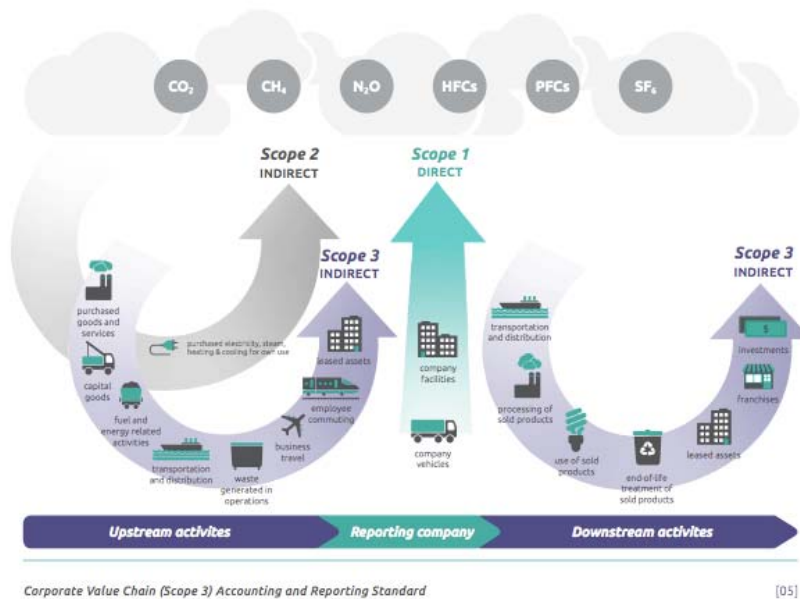 CO₂
CH₄
N₂O
HFCs
PFCs
SF₆
Scope 2
INDIRECT
Scope 1
DIRECT
Scope 3
INDIRECT
Scope 3
INDIRECT
purchased
goods and
services
capital
goods
fuel and
energy related
activities
transportation
and distribution
waste
generated in
operations
business
travel
employee
commuting
leased assets
purchased electricity, steam,
heating & cooling for own use
company
facilities
company
vehicles
transportation
and distribution
processing of
sold products
use of sold
products
end-of-life
treatment of
sold products
leased assets
franchises
investments
$
Upstream activites
Reporting company
Downstream activites
Corporate Value Chain (Scope 3) Accounting and Reporting Standard
[05]